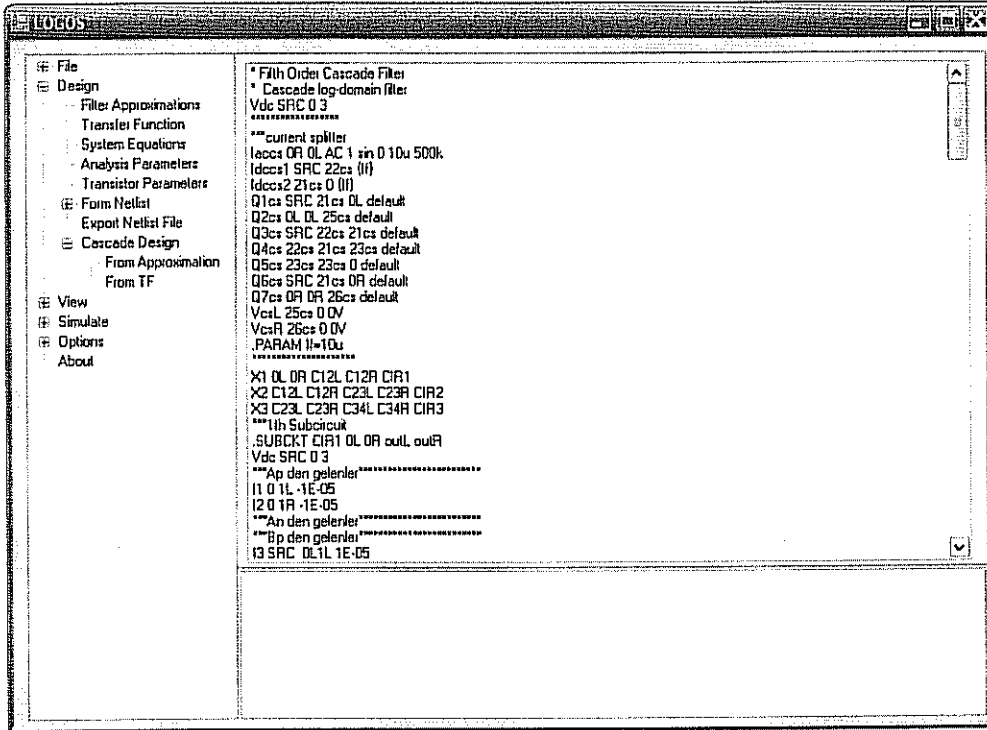 LOGOS
File
Design
Filter Approximations
Transfer Function
System Equations
Analysis Parameters
Transistor Parameters
Form Netlist
Export Netlist File
Cascade Design
From Approximation
From TF
View
Simulate
Options
About
* Fifth Order Cascade Filter
* Cascade log-domain filter
Vdc SRC 0 3
******************
***current splitter
Iaccs 0R 0L AC 1 sin 0 10u 500k
Idccs1 SRC 22cs {If}
Idccs2 21cs 0 {If}
Q1cs SRC 21cs 0L default
Q2cs 0L 0L 25cs default
Q3cs SRC 22cs 21cs default
Q4cs 22cs 21cs 23cs default
Q5cs 23cs 23cs 0 default
Q6cs SRC 21cs 0R default
Q7cs 0R 0R 26cs default
VcsL 25cs 0 0V
VcsR 26cs 0 0V
.PARAM If=10u
*********************
X1 0L 0R C12L C12R CIR1
X2 C12L C12R C23L C23R CIR2
X3 C23L C23R C34L C34R CIR3
***1th Subcircuit
.SUBCKT CIR1 0L 0R outL outR
Vdc SRC 0 3
***Ap dan gelenler*************************
I1 0 1L -1E-05
I2 0 1R -1E-05
***An den gelenler*************************
***Bp den gelenler*************************
I3 SRC 0L1L 1E-05